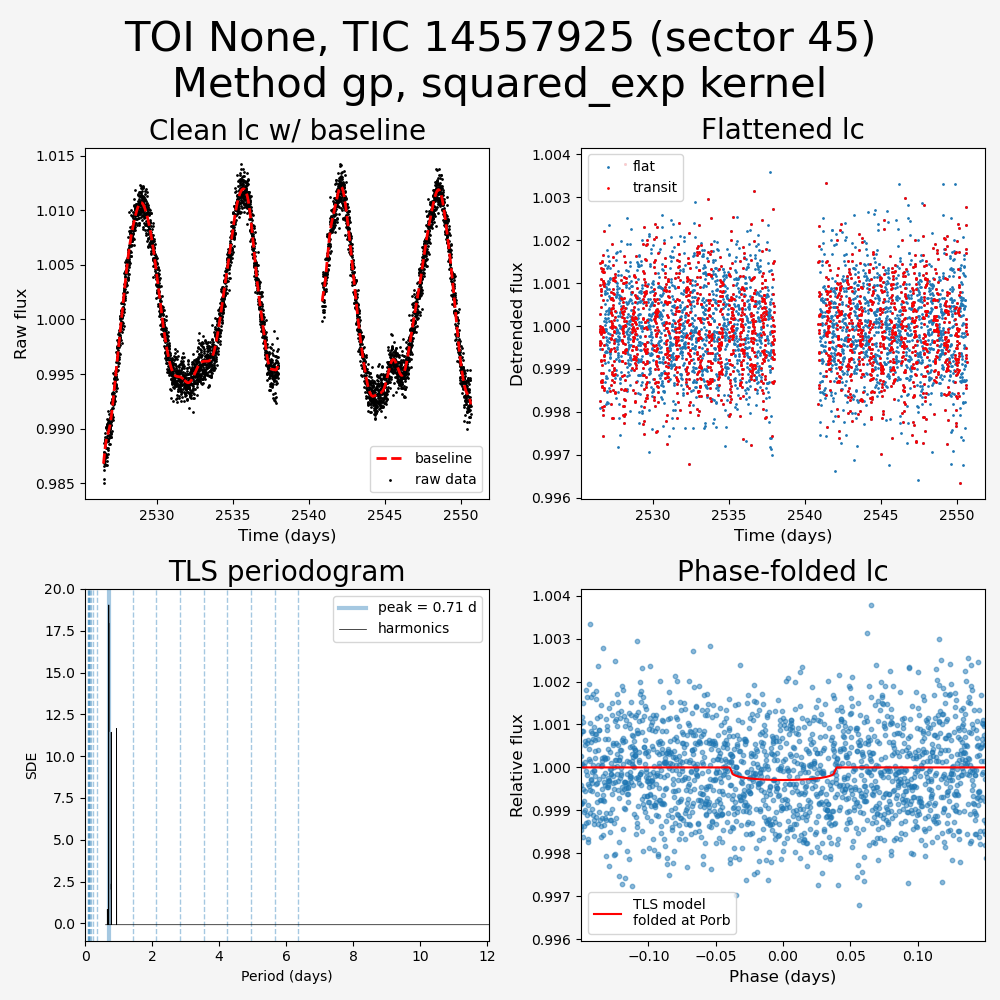 TOI None, TIC 14557925 (sector 45)
Method gp, squared_exp kernel
Clean lc w/ baseline
1.015
1.010
1.005
1.000
0.995
0.990
0.985
Raw flux
baseline
raw data
2530
2535
2540
2545
2550
Time (days)
Flattened lc
1.004
1.003
1.002
1.001
1.000
0.999
0.998
0.997
0.996
Detrended flux
flat
transit
2530
2535
2540
2545
2550
Time (days)
TLS periodogram
20.0
17.5
15.0
12.5
10.0
7.5
5.0
2.5
0.0
SDE
peak = 0.71 d
harmonics
0
2
4
6
8
10
12
Period (days)
Phase-folded lc
1.004
1.003
1.002
1.001
1.000
0.999
0.998
0.997
0.996
Relative flux
TLS model
folded at Porb
−0.10
−0.05
0.00
0.05
0.10
Phase (days)